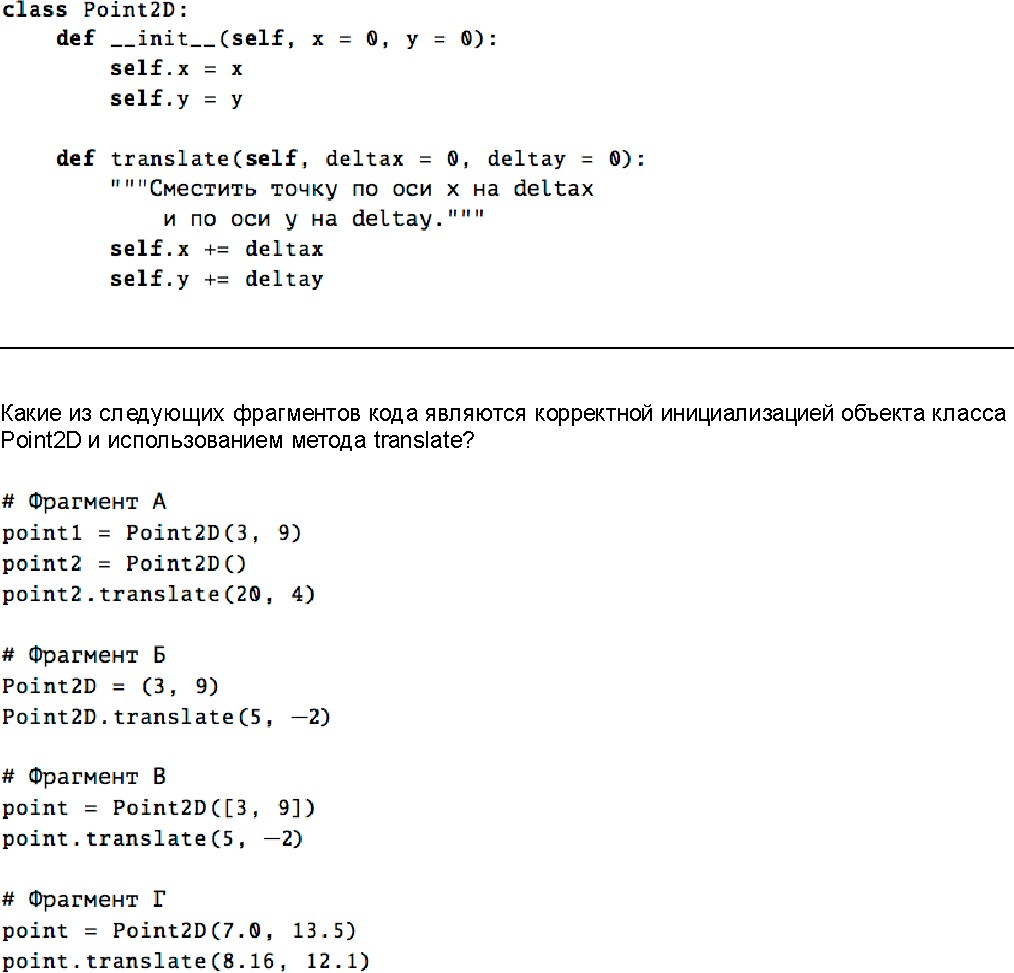 class Point2D:
    def __init__(self, x = 0, y = 0):
        self.x = x
        self.y = y
    def translate(self, deltax = 0, deltay = 0):
        """Сместить точку по оси x на deltax
            и по оси y на deltay."""
        self.x += deltax
        self.y += deltay
Какие из следующих фрагментов кода являются корректной инициализацией объекта класса
Point2D и использованием метода translate?
# Фрагмент А
point1 = Point2D(3, 9)
point2 = Point2D()
point2.translate(20, 4)
# Фрагмент Б
Point2D = (3, 9)
Point2D.translate(5, −2)
# Фрагмент В
point = Point2D([3, 9])
point.translate(5, −2)
# Фрагмент Г
point = Point2D(7.0, 13.5)
point.translate(8.16, 12.1)